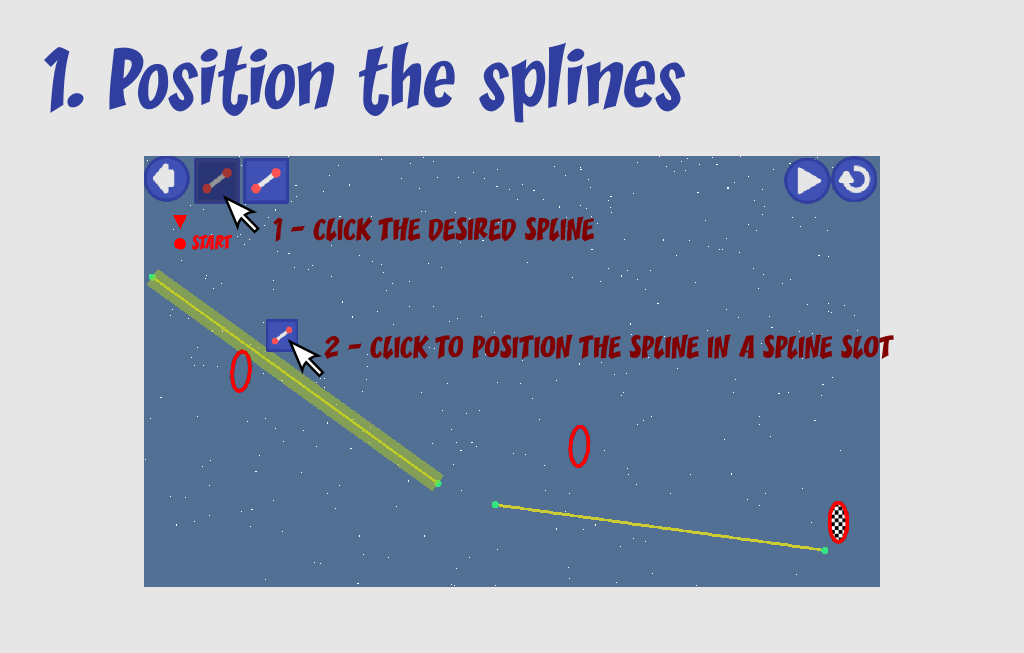 1. Position the splines
1 - CLICK THE DESIRED SPLINE
START
2 - CLICK TO POSITION THE SPLINE IN A SPLINE SLOT